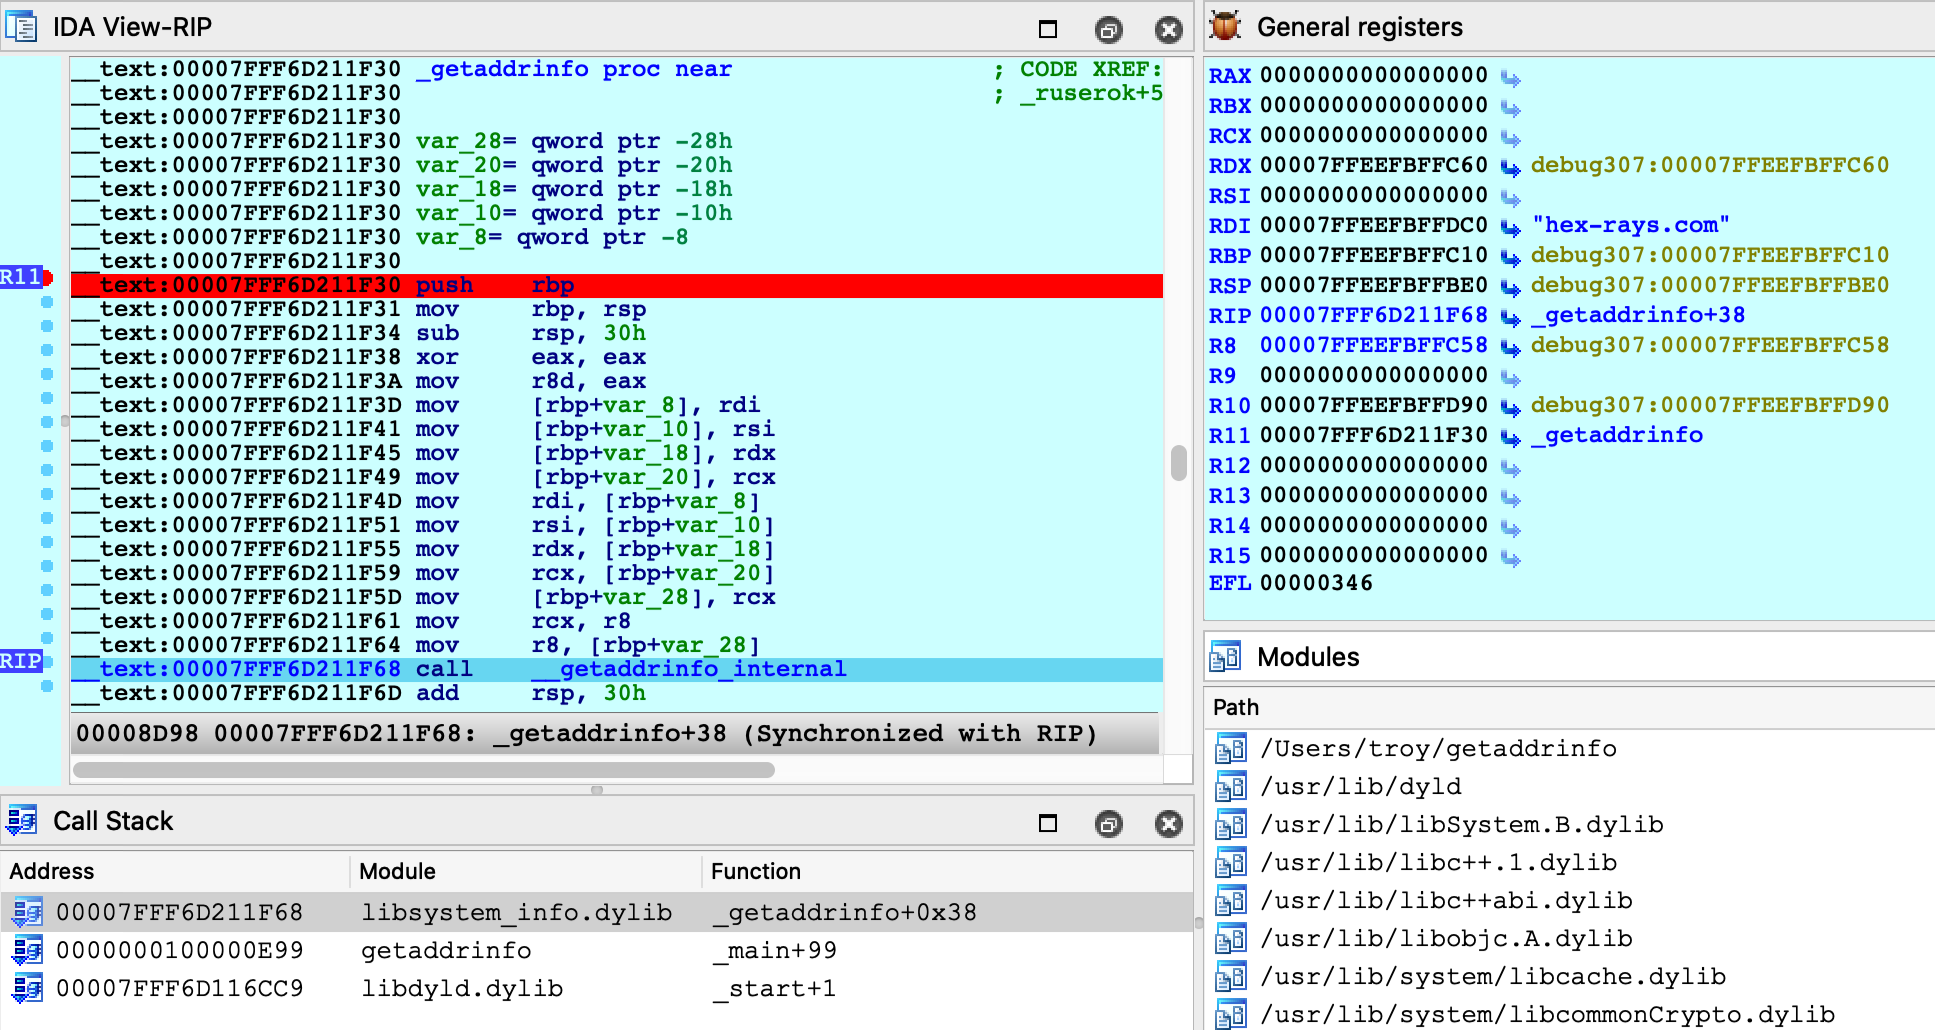 IDA View-RIP
__text:00007FFF6D211F30 _getaddrinfo proc near ; CODE XREF:
__text:00007FFF6D211F30 ; _ruserok+5
__text:00007FFF6D211F30
__text:00007FFF6D211F30 var_28= qword ptr -28h
__text:00007FFF6D211F30 var_20= qword ptr -20h
__text:00007FFF6D211F30 var_18= qword ptr -18h
__text:00007FFF6D211F30 var_10= qword ptr -10h
__text:00007FFF6D211F30 var_8= qword ptr -8
__text:00007FFF6D211F30
R11 __text:00007FFF6D211F30 push rbp
__text:00007FFF6D211F31 mov rbp, rsp
__text:00007FFF6D211F34 sub rsp, 30h
__text:00007FFF6D211F38 xor eax, eax
__text:00007FFF6D211F3A mov r8d, eax
__text:00007FFF6D211F3D mov [rbp+var_8], rdi
__text:00007FFF6D211F41 mov [rbp+var_10], rsi
__text:00007FFF6D211F45 mov [rbp+var_18], rdx
__text:00007FFF6D211F49 mov [rbp+var_20], rcx
__text:00007FFF6D211F4D mov rdi, [rbp+var_8]
__text:00007FFF6D211F51 mov rsi, [rbp+var_10]
__text:00007FFF6D211F55 mov rdx, [rbp+var_18]
__text:00007FFF6D211F59 mov rcx, [rbp+var_20]
__text:00007FFF6D211F5D mov [rbp+var_28], rcx
__text:00007FFF6D211F61 mov rcx, r8
__text:00007FFF6D211F64 mov r8, [rbp+var_28]
RIP __text:00007FFF6D211F68 call __getaddrinfo_internal
__text:00007FFF6D211F6D add rsp, 30h
00008D98 00007FFF6D211F68: _getaddrinfo+38 (Synchronized with RIP)
Call Stack
Address Module Function
00007FFF6D211F68 libsystem_info.dylib _getaddrinfo+0x38
0000000100000E99 getaddrinfo _main+99
00007FFF6D116CC9 libdyld.dylib _start+1
General registers
RAX 0000000000000000
RBX 0000000000000000
RCX 0000000000000000
RDX 00007FFEEFBFFC60 debug307:00007FFEEFBFFC60
RSI 0000000000000000
RDI 00007FFEEFBFFDC0 "hex-rays.com"
RBP 00007FFEEFBFFC10 debug307:00007FFEEFBFFC10
RSP 00007FFEEFBFFBE0 debug307:00007FFEEFBFFBE0
RIP 00007FFF6D211F68 _getaddrinfo+38
R8 00007FFEEFBFFC58 debug307:00007FFEEFBFFC58
R9 0000000000000000
R10 00007FFEEFBFFD90 debug307:00007FFEEFBFFD90
R11 00007FFF6D211F30 _getaddrinfo
R12 0000000000000000
R13 0000000000000000
R14 0000000000000000
R15 0000000000000000
EFL 00000346
Modules
Path
/Users/troy/getaddrinfo
/usr/lib/dyld
/usr/lib/libSystem.B.dylib
/usr/lib/libc++.1.dylib
/usr/lib/libc++abi.dylib
/usr/lib/libobjc.A.dylib
/usr/lib/system/libcache.dylib
/usr/lib/system/libcommonCrypto.dylib